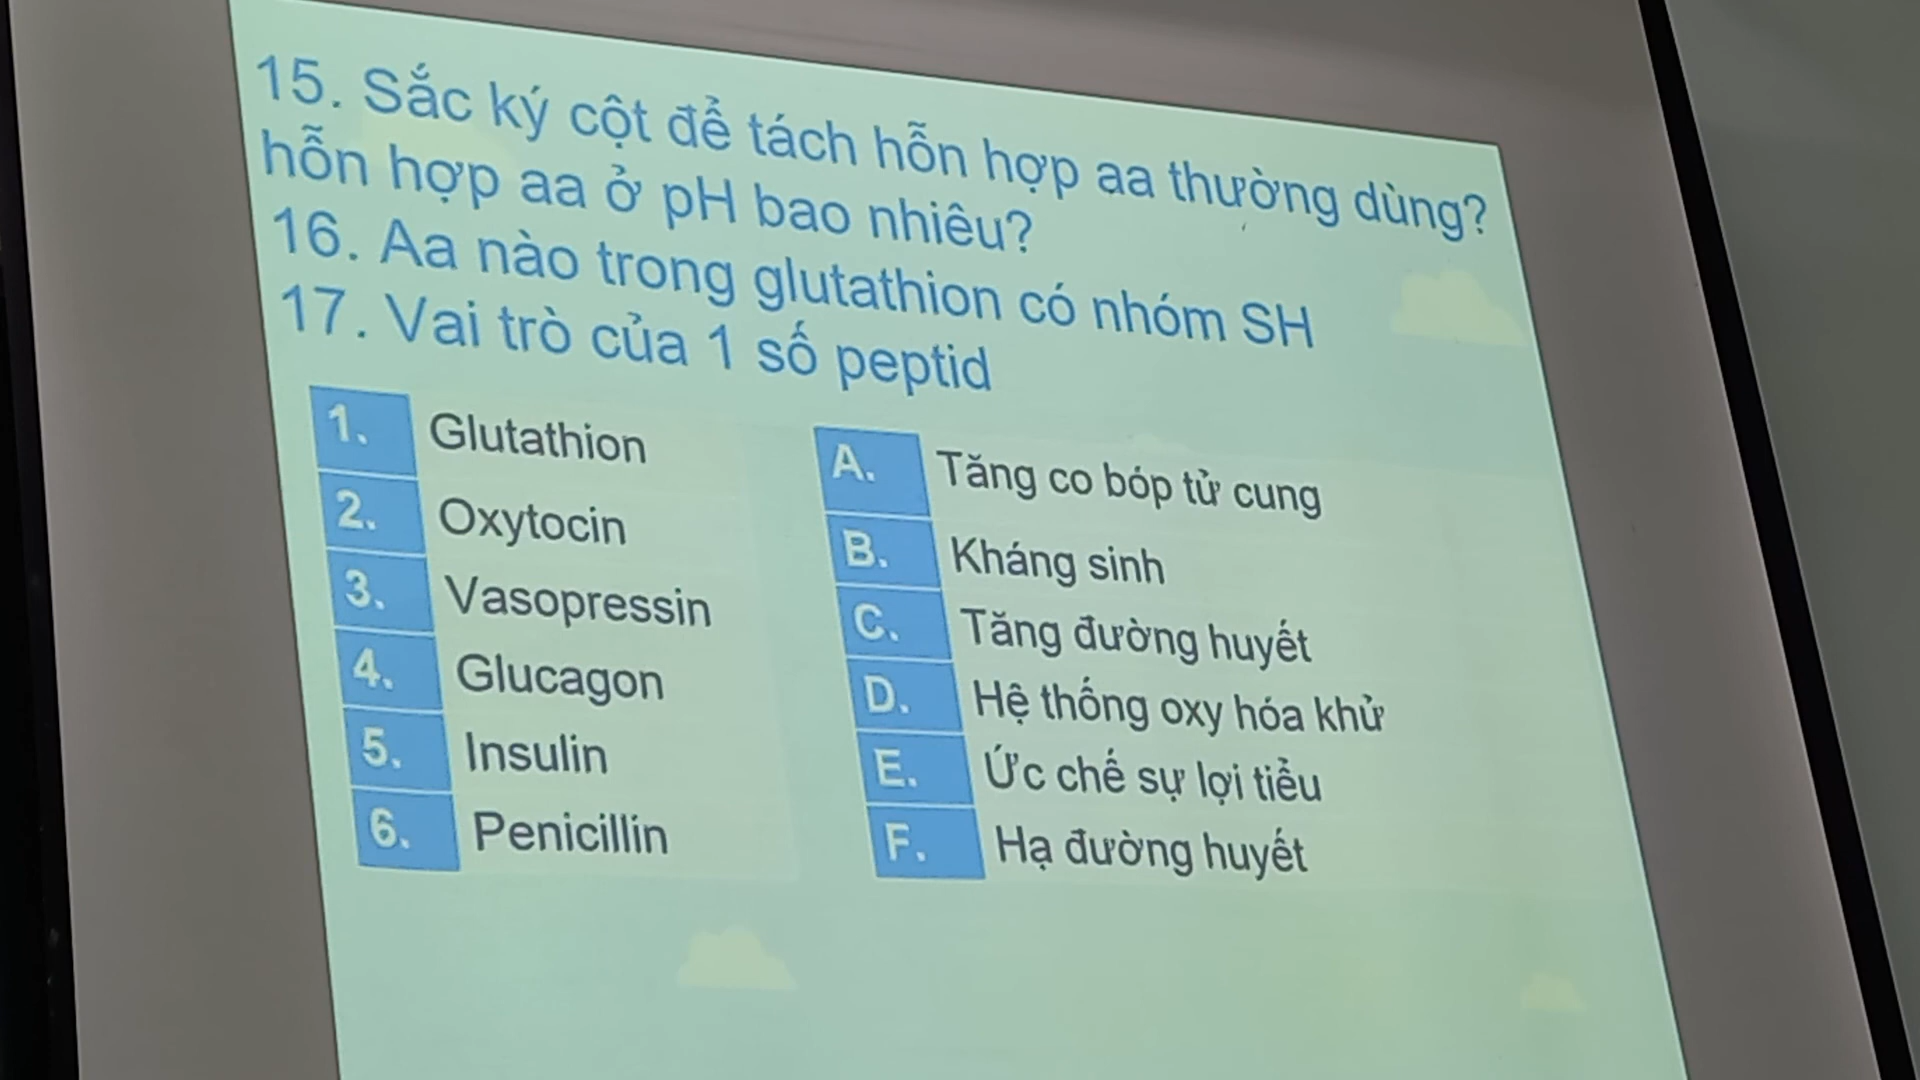 15. Sắc ký cột để tách hỗn hợp aa thường dùng?
hỗn hợp aa ở pH bao nhiêu?
16. Aa nào trong glutathion có nhóm SH
17. Vai trò của 1 số peptid
1. Glutathion
2. Oxytocin
3. Vasopressin
4. Glucagon
5. Insulin
6. Penicillin
A. Tăng co bóp tử cung
B. Kháng sinh
C. Tăng đường huyết
D. Hệ thống oxy hóa khử
E. Ức chế sự lợi tiểu
F. Hạ đường huyết